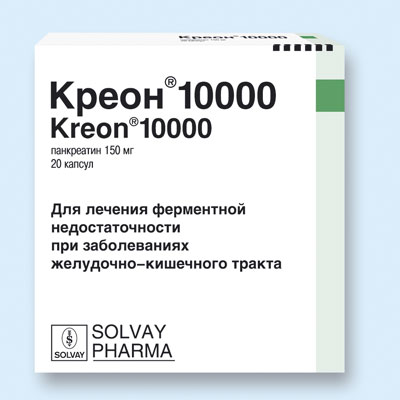 Креон® 10000
Kreon® 10000
панкреатин 150 мг
20 капсул
Для лечения ферментной
недостаточности
при заболеваниях
желудочно–кишечного тракта
SOLVAY
SOLVAY
PHARMA